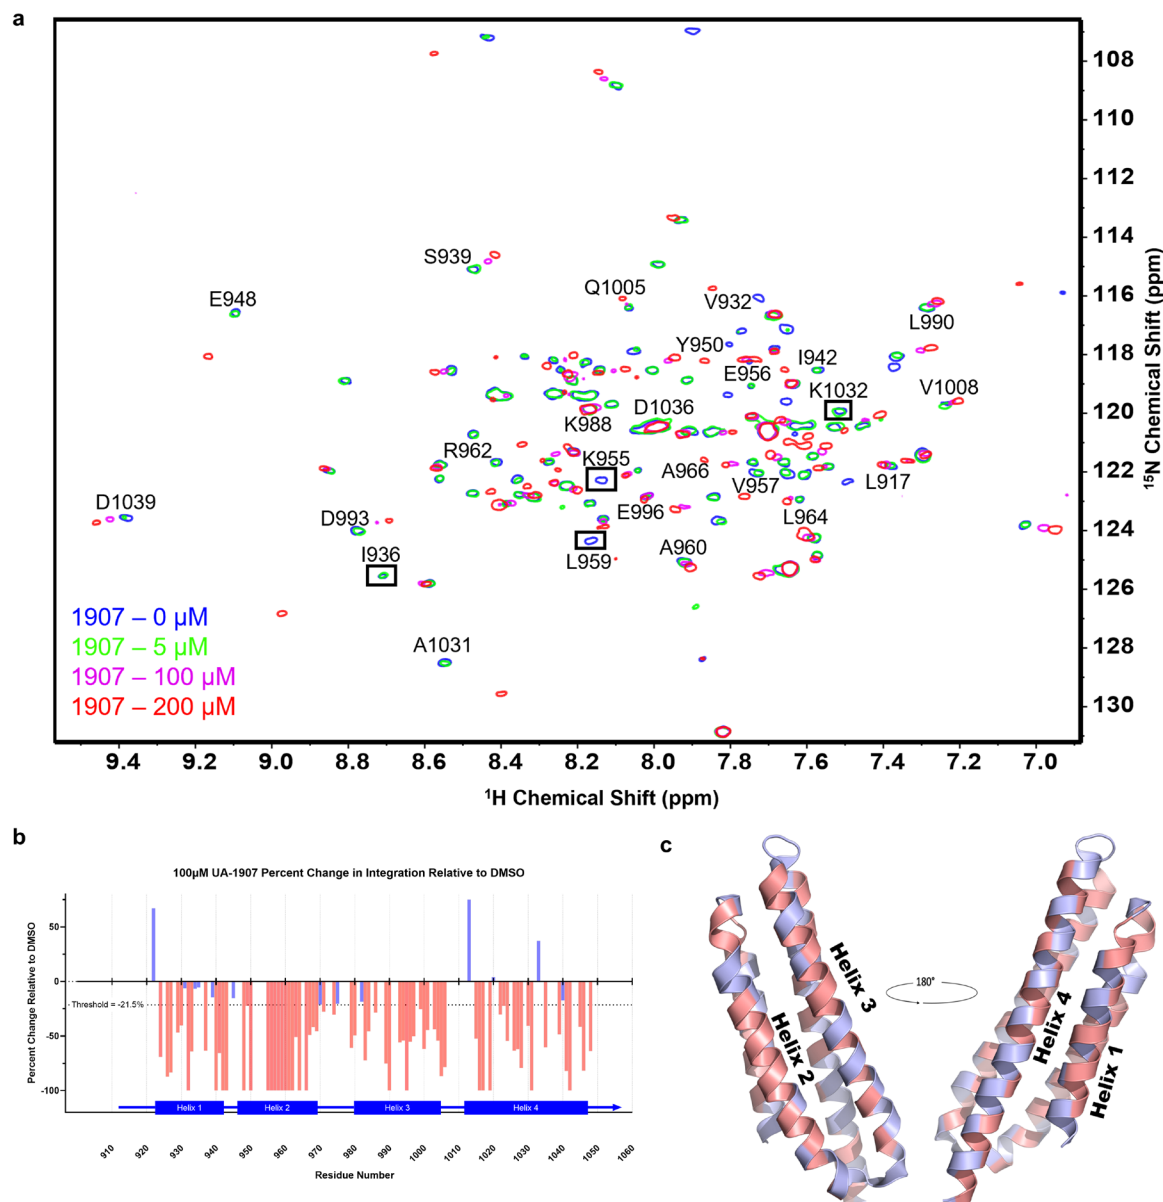 a
108
110
112
114
116
118
120
122
124
126
128
130
¹⁵N Chemical Shift (ppm)
S939
E948
Q1005
V932
L990
Y950
I942
E956
K1032
V1008
K988
D1036
R962
K955
A966
V957
L917
D1039
D993
E996
L964
I936
L959
A960
A1031
1907 – 0 µM
1907 – 5 µM
1907 – 100 µM
1907 – 200 µM
9.4 9.2 9.0 8.8 8.6 8.4 8.2 8.0 7.8 7.6 7.4 7.2 7.0
¹H Chemical Shift (ppm)
b
100µM UA-1907 Percent Change in Integration Relative to DMSO
Percent Change Relative to DMSO
50
0
Threshold = -21.5%
-50
-100
Helix 1 Helix 2 Helix 3 Helix 4
910 920 930 940 950 960 970 980 990 1000 1010 1020 1030 1040 1050 1060
Residue Number
c
Helix 3
Helix 2
180°
Helix 4
Helix 1